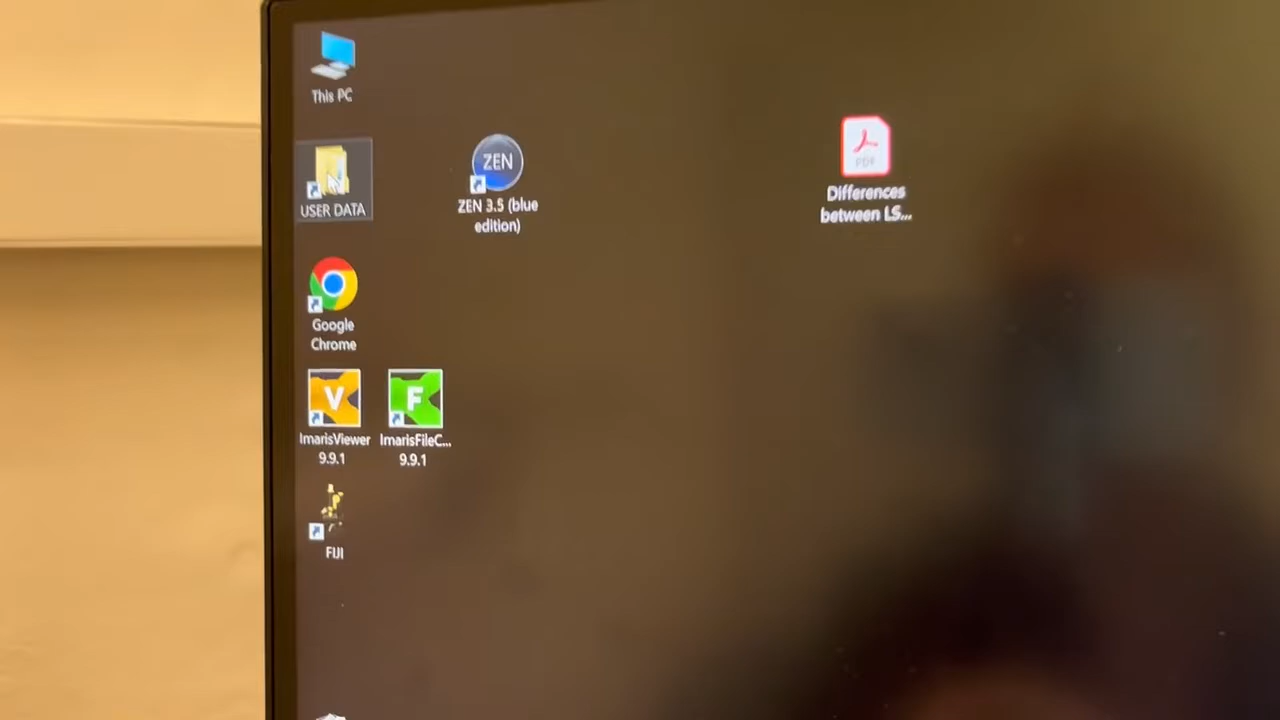 This PC
USER DATA
ZEN
ZEN 3.5 (blue
edition)
PDF
Differences
between LS...
Google
Chrome
V
ImarisViewer
9.9.1
F
ImarisFileC...
9.9.1
FIJI